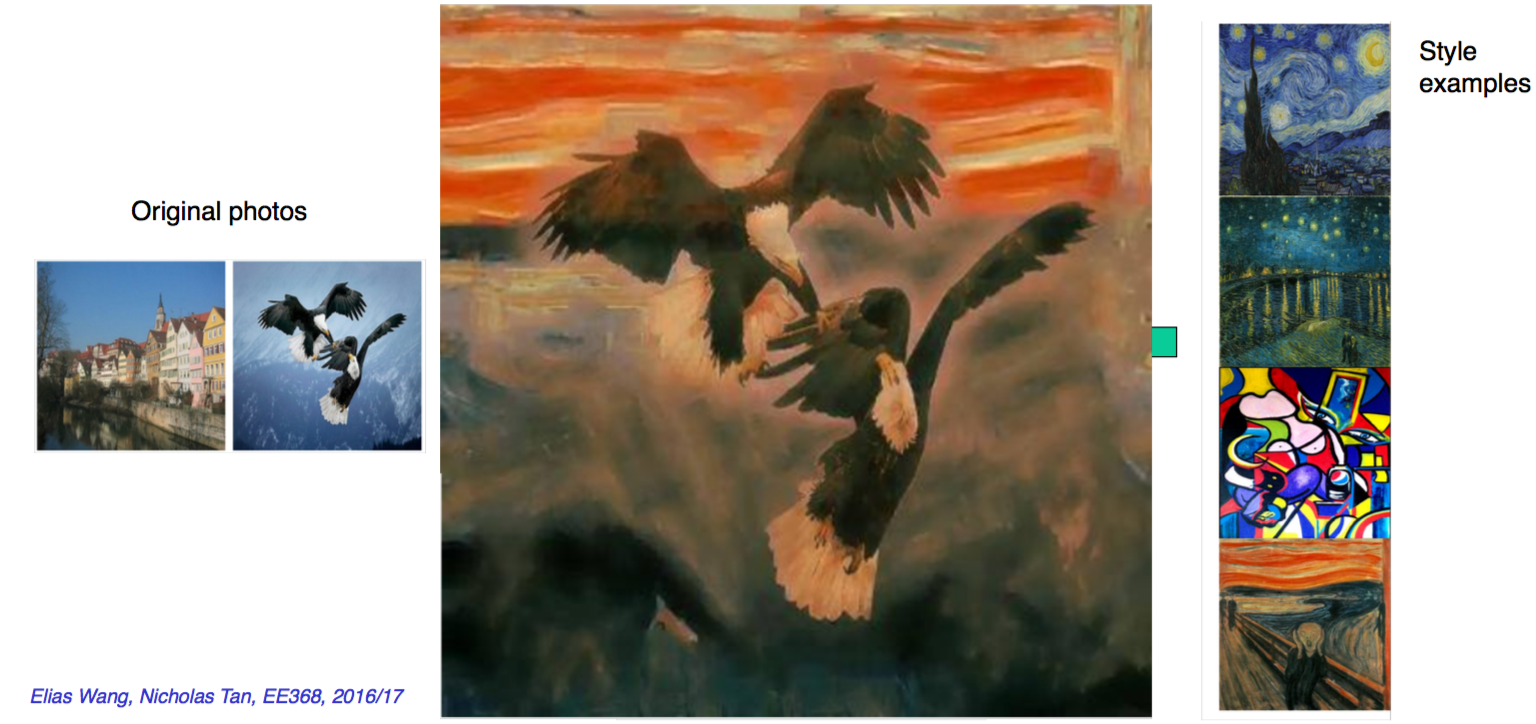 Original photos
Style
examples
Elias Wang, Nicholas Tan, EE368, 2016/17